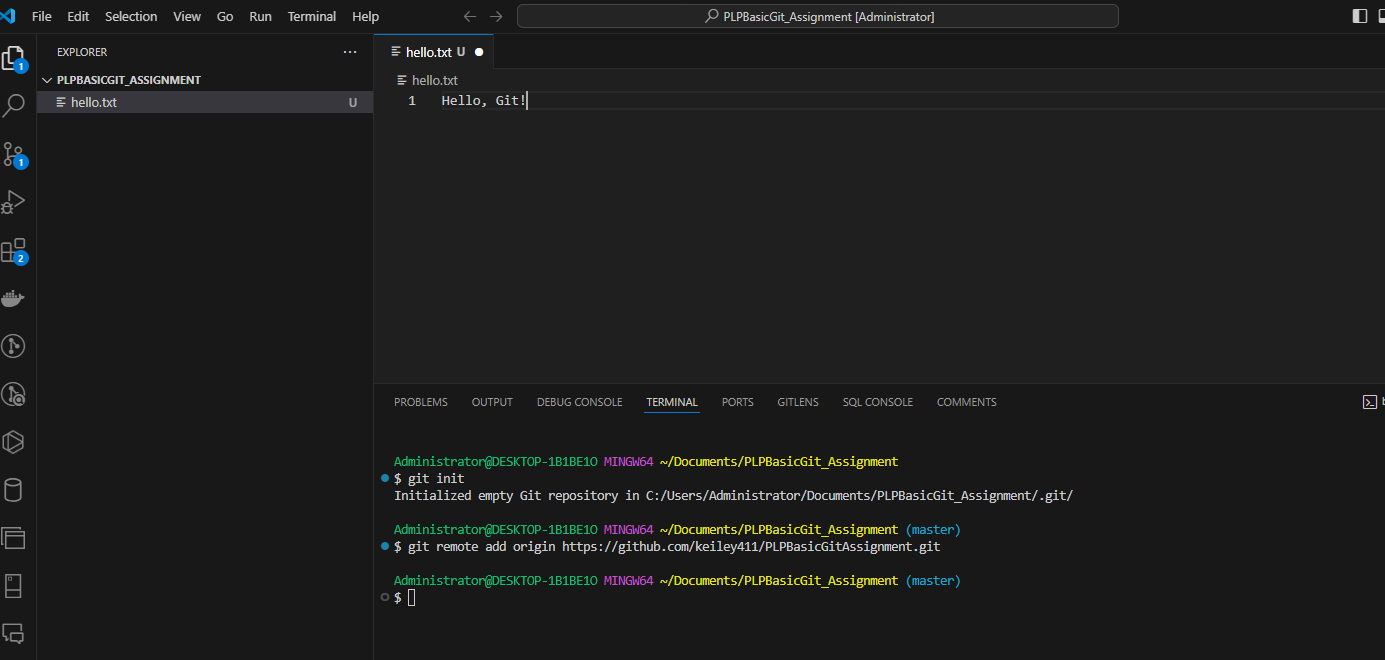 File Edit Selection View Go Run Terminal Help
PLPBasicGit_Assignment [Administrator]
EXPLORER
PLPBASICGIT_ASSIGNMENT
hello.txt U
1
1
2
hello.txt U
hello.txt
1 Hello, Git!
PROBLEMS OUTPUT DEBUG CONSOLE TERMINAL PORTS GITLENS SQL CONSOLE COMMENTS
Administrator@DESKTOP-1B1BE1O MINGW64 ~/Documents/PLPBasicGit_Assignment
$ git init
Initialized empty Git repository in C:/Users/Administrator/Documents/PLPBasicGit_Assignment/.git/
Administrator@DESKTOP-1B1BE1O MINGW64 ~/Documents/PLPBasicGit_Assignment (master)
$ git remote add origin https://github.com/keiley411/PLPBasicGitAssignment.git
Administrator@DESKTOP-1B1BE1O MINGW64 ~/Documents/PLPBasicGit_Assignment (master)
$